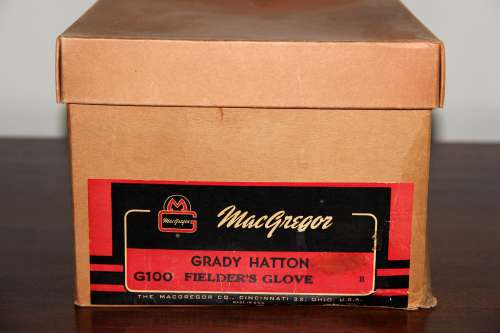 MacGregor
MacGregor
GRADY HATTON
G100 FIELDER'S GLOVE R
THE MACGREGOR CO., CINCINNATI 32, OHIO, U.S.A.